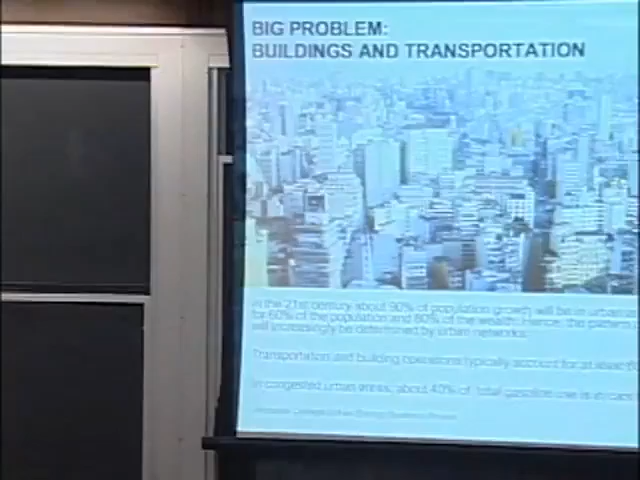 BIG PROBLEM:
BUILDINGS AND TRANSPORTATION
In the 21st century about 90% of population growth will be in urban
for 60% of the population and 80% of the wealth. Hence, the pattern
will increasingly be determined by urban networks.
Transportation and building operations typically account for at least
In congested urban areas, about 40% of total gasoline use is in cars